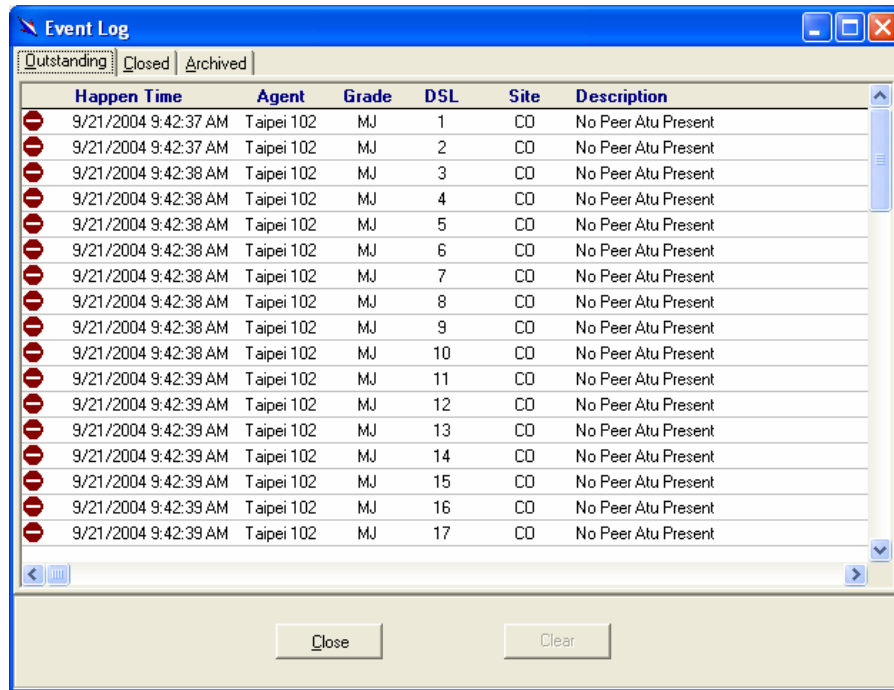 Event Log
Outstanding Closed Archived
Happen Time Agent Grade DSL Site Description
9/21/2004 9:42:37 AM Taipei 102 MJ 1 CO No Peer Atu Present
9/21/2004 9:42:37 AM Taipei 102 MJ 2 CO No Peer Atu Present
9/21/2004 9:42:38 AM Taipei 102 MJ 3 CO No Peer Atu Present
9/21/2004 9:42:38 AM Taipei 102 MJ 4 CO No Peer Atu Present
9/21/2004 9:42:38 AM Taipei 102 MJ 5 CO No Peer Atu Present
9/21/2004 9:42:38 AM Taipei 102 MJ 6 CO No Peer Atu Present
9/21/2004 9:42:38 AM Taipei 102 MJ 7 CO No Peer Atu Present
9/21/2004 9:42:38 AM Taipei 102 MJ 8 CO No Peer Atu Present
9/21/2004 9:42:38 AM Taipei 102 MJ 9 CO No Peer Atu Present
9/21/2004 9:42:38 AM Taipei 102 MJ 10 CO No Peer Atu Present
9/21/2004 9:42:39 AM Taipei 102 MJ 11 CO No Peer Atu Present
9/21/2004 9:42:39 AM Taipei 102 MJ 12 CO No Peer Atu Present
9/21/2004 9:42:39 AM Taipei 102 MJ 13 CO No Peer Atu Present
9/21/2004 9:42:39 AM Taipei 102 MJ 14 CO No Peer Atu Present
9/21/2004 9:42:39 AM Taipei 102 MJ 15 CO No Peer Atu Present
9/21/2004 9:42:39 AM Taipei 102 MJ 16 CO No Peer Atu Present
9/21/2004 9:42:39 AM Taipei 102 MJ 17 CO No Peer Atu Present
Close Clear